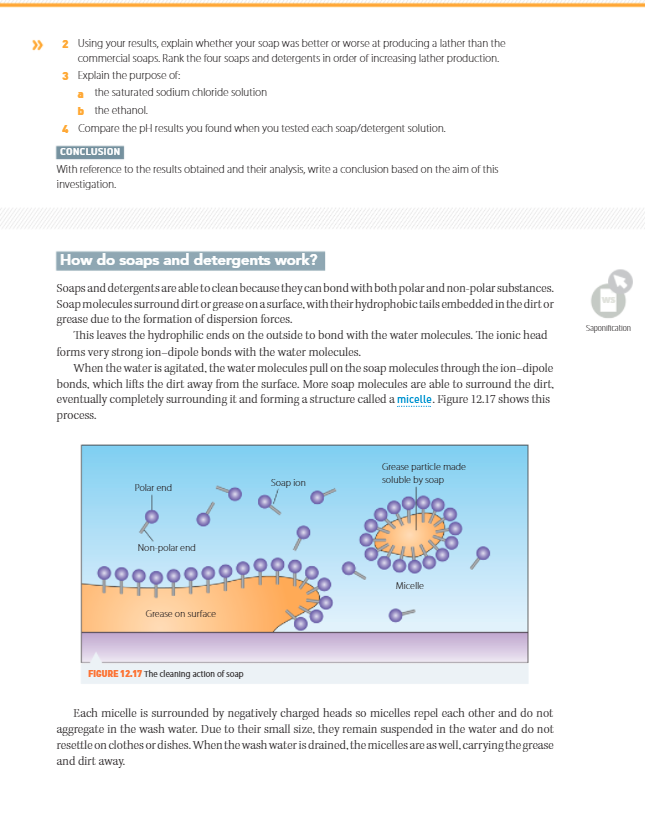 » 2 Using your results, explain whether your soap was better or worse at producing a lather than the
commercial soaps. Rank the four soaps and detergents in order of increasing lather production.
3 Explain the purpose of:
a the saturated sodium chloride solution
b the ethanol.
4 Compare the pH results you found when you tested each soap/detergent solution.
CONCLUSION
With reference to the results obtained and their analysis, write a conclusion based on the aim of this
investigation.
How do soaps and detergents work?
Soaps and detergents are able to clean because they can bond with both polar and non-polar substances.
Soap molecules surround dirt or grease on a surface, with their hydrophobic tails embedded in the dirt or
grease due to the formation of dispersion forces.
This leaves the hydrophilic ends on the outside to bond with the water molecules. The ionic head
forms very strong ion–dipole bonds with the water molecules.
When the water is agitated, the water molecules pull on the soap molecules through the ion–dipole
bonds, which lifts the dirt away from the surface. More soap molecules are able to surround the dirt,
eventually completely surrounding it and forming a structure called a micelle. Figure 12.17 shows this
process.
WS
Saponification
Polar end
Soap ion
Grease particle made
soluble by soap
Non-polar end
Micelle
Grease on surface
FIGURE 12.17 The cleaning action of soap
Each micelle is surrounded by negatively charged heads so micelles repel each other and do not
aggregate in the wash water. Due to their small size, they remain suspended in the water and do not
resettle on clothes or dishes. When the wash water is drained, the micelles are as well, carrying the grease
and dirt away.